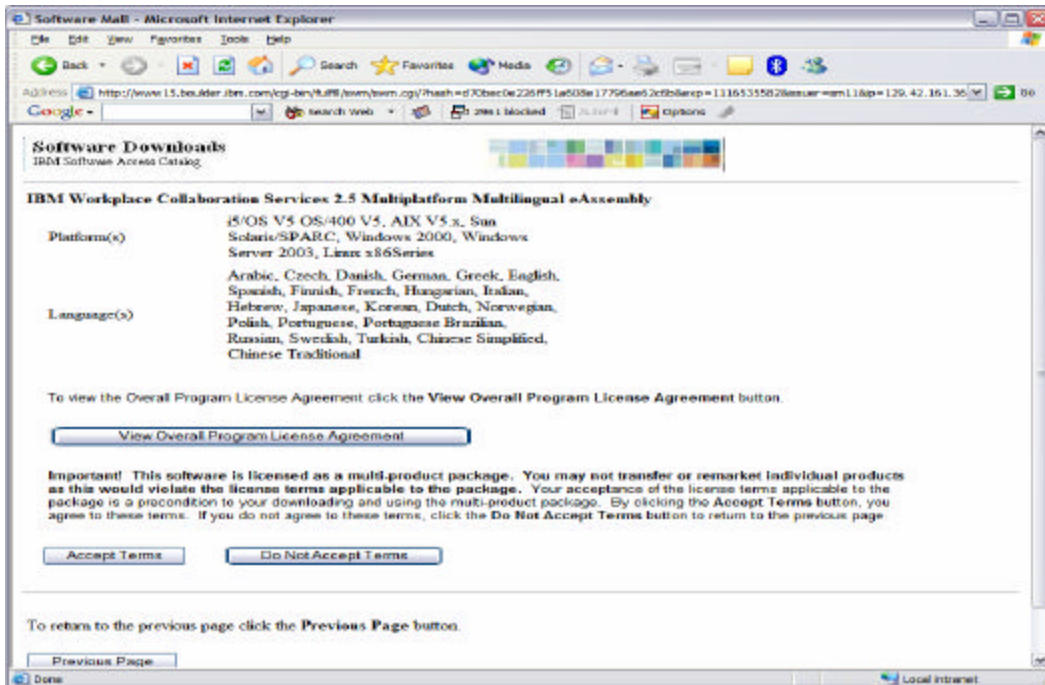 Software Mall - Microsoft Internet Explorer
File Edit View Favorites Tools Help
Back Search Favorites Media
Address
Google Search Web blocked Options
Software Downloads
IBM Software Access Catalog
IBM Workplace Collaboration Services 2.5 Multiplatform Multilingual eAssembly
Platform(s)
i5/OS V5 OS/400 V5, AIX V5.x, Sun
Solaris/SPARC, Windows 2000, Windows
Server 2003, Linux x86Series
Language(s)
Arabic, Czech, Danish, German, Greek, English,
Spanish, Finnish, French, Hungarian, Italian,
Hebrew, Japanese, Korean, Dutch, Norwegian,
Polish, Portuguese, Portuguese Brazilian,
Russian, Swedish, Turkish, Chinese Simplified,
Chinese Traditional
To view the Overall Program License Agreement click the View Overall Program License Agreement button.
View Overall Program License Agreement
Important! This software is licensed as a multi-product package. You may not transfer or remarket individual products
as this would violate the license terms applicable to the package. Your acceptance of the license terms applicable to the
package is a precondition to your downloading and using the multi-product package. By clicking the Accept Terms button, you
agree to these terms. If you do not agree to these terms, click the Do Not Accept Terms button to return to the previous page
Accept Terms Do Not Accept Terms
To return to the previous page click the Previous Page button.
Previous Page
Done Local intranet